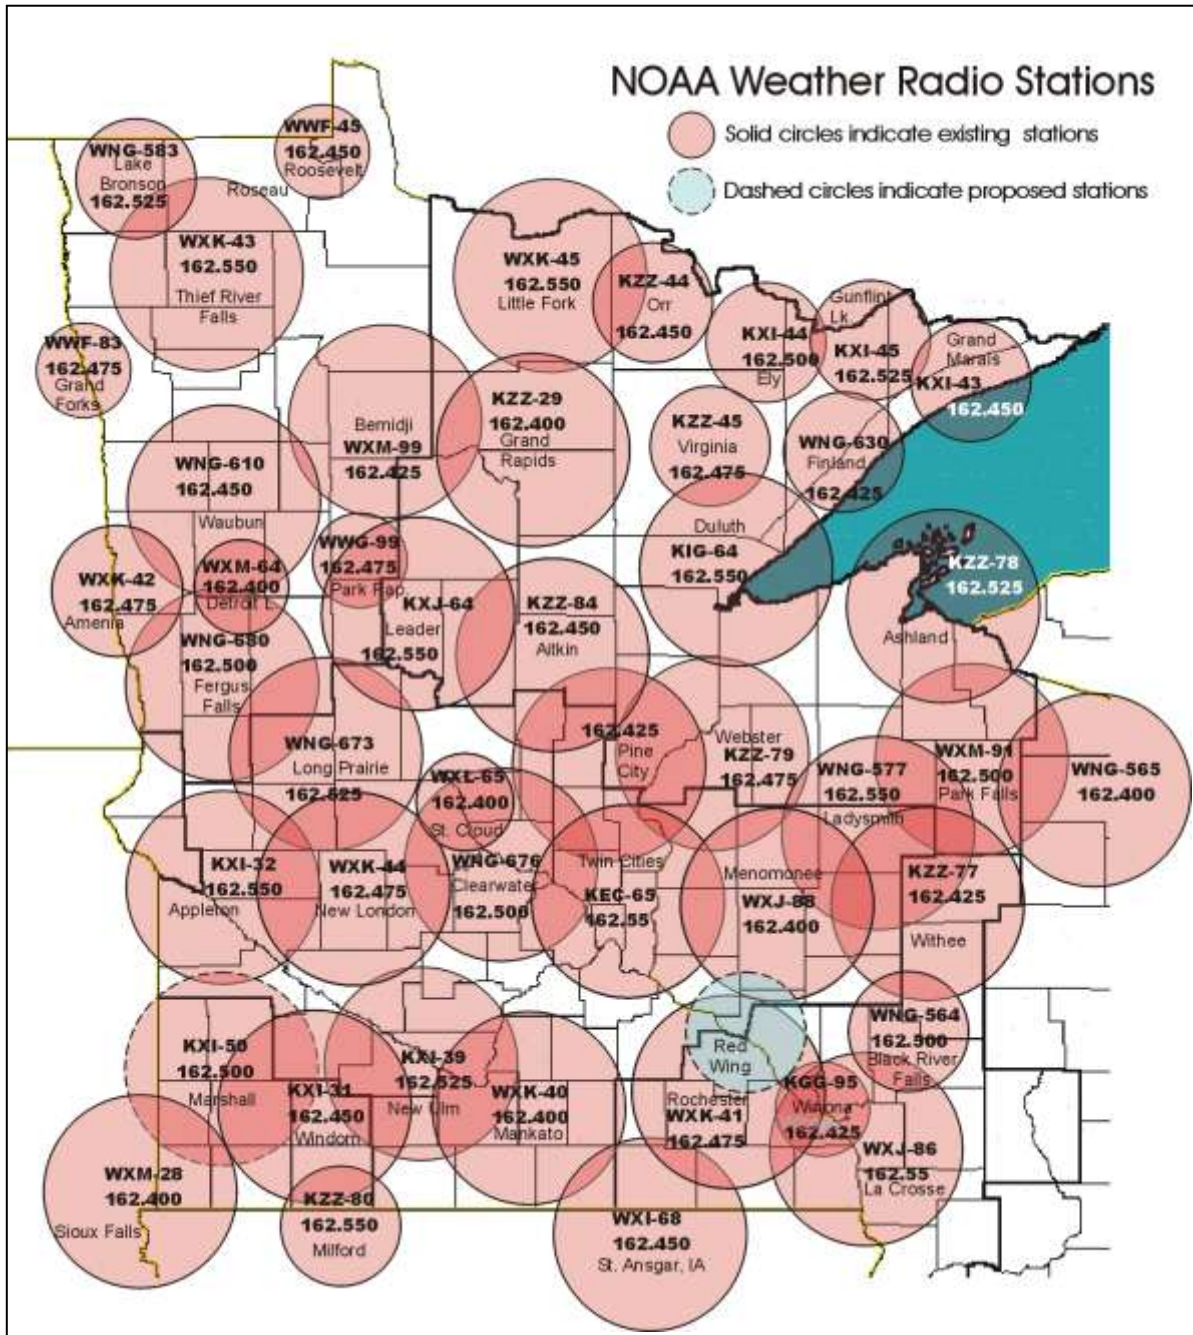 NOAA Weather Radio Stations
Solid circles indicate existing stations
Dashed circles indicate proposed stations
WWF-45
162.450
Roosevelt
WNG-583
Lake
Bronson
162.525
Roseau
WXK-43
162.550
Thief River
Falls
WXK-45
162.550
Little Fork
KZZ-44
Orr
162.450
KXI-44
162.500
Ely
Gunflint
Lk.
KXI-45
162.525
Grand
Marais
KXI-43
162.450
WWF-83
162.475
Grand
Forks
Bemidji
WXM-99
162.425
KZZ-29
162.400
Grand
Rapids
KZZ-45
Virginia
162.475
WNG-630
Finland
162.425
WNG-610
162.450
Waubun
Duluth
KIG-64
162.550
KZZ-78
162.525
Ashland
WXK-42
162.475
Amenia
WXM-64
162.400
Detroit L.
WWG-99
162.475
Park Rap
KXJ-64
Leader
162.550
KZZ-84
162.450
Aitkin
WNG-680
162.500
Fergus
Falls
WNG-673
Long Prairie
162.525
162.425
Pine
City
Webster
KZZ-79
162.475
WNG-577
162.550
Ladysmith
WXM-91
162.500
Park Falls
WNG-565
162.400
WXL-65
162.400
St. Cloud
KXI-32
162.550
Appleton
WXK-44
162.475
New London
WNG-676
Clearwater
162.500
Twin Cities
KEC-65
162.55
Menomonee
WXJ-88
162.400
KZZ-77
162.425
Withee
KXI-50
162.500
Marshall
KXI-31
162.450
Windom
KXI-39
162.525
New Ulm
WXK-40
162.400
Mankato
Red
Wing
Rochester
WXK-41
162.475
KGG-95
Winona
162.425
WNG-564
162.500
Black River
Falls
WXJ-86
162.55
La Crosse
WXM-28
162.400
Sioux Falls
KZZ-80
162.550
Milford
WXI-68
162.450
St. Ansgar, IA